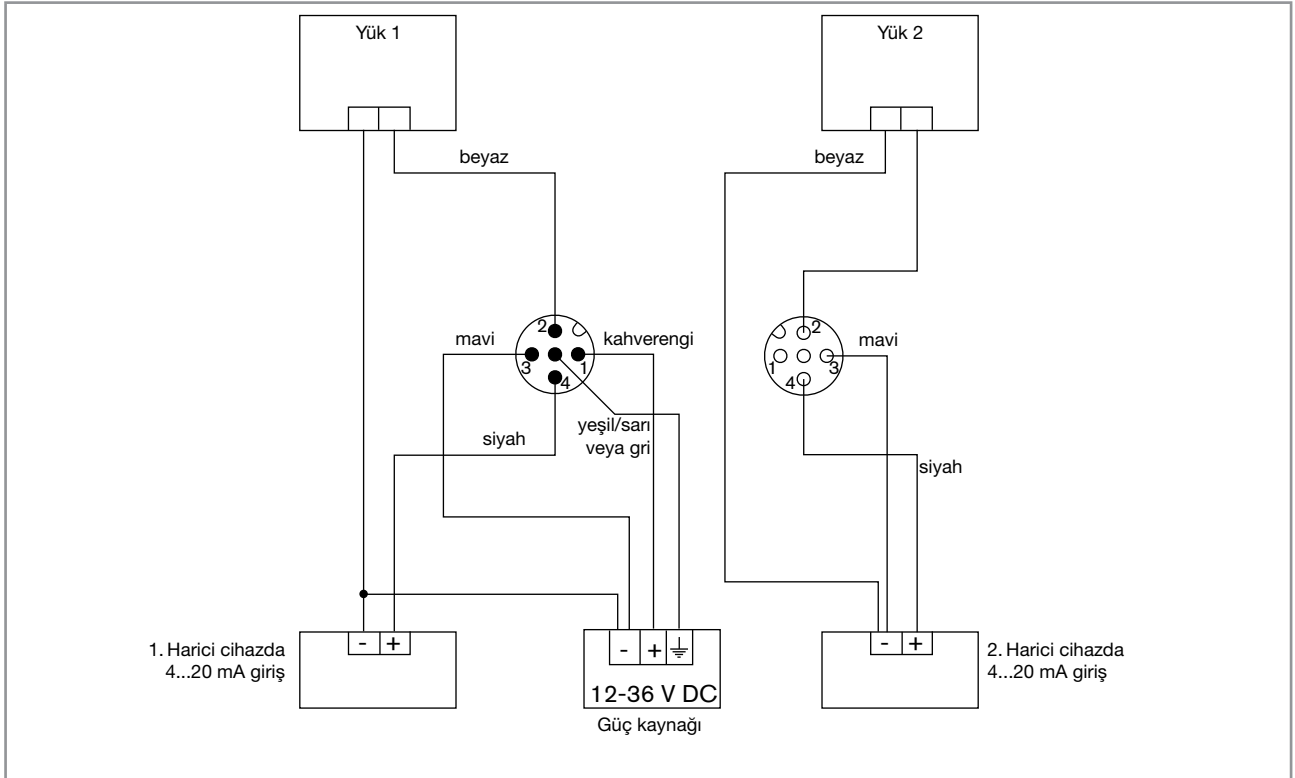 Yük 1
Yük 2
beyaz
beyaz
2
mavi
kahverengi
3
1
4
2
mavi
1
3
4
siyah
yeşil/sarı
veya gri
siyah
1. Harici cihazda
4...20 mA giriş
- +
- +
12-36 V DC
Güç kaynağı
- +
2. Harici cihazda
4...20 mA giriş